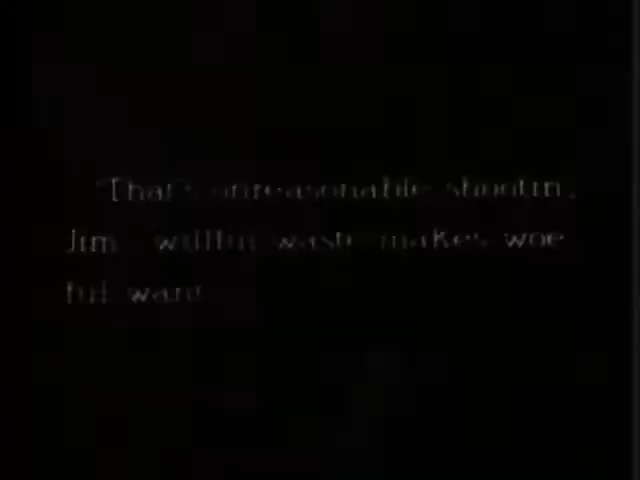 "That's unreasonable shootin',
Jim - willful waste makes woe
ful want